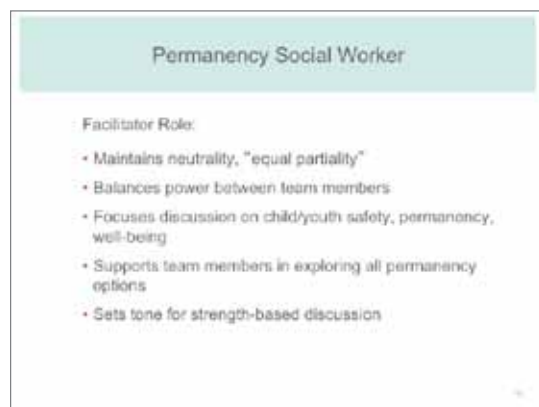 Permanency Social Worker
Facilitator Role:
• Maintains neutrality, "equal partiality"
• Balances power between team members
• Focuses discussion on child/youth safety, permanency,
well-being
• Supports team members in exploring all permanency
options
• Sets tone for strength-based discussion